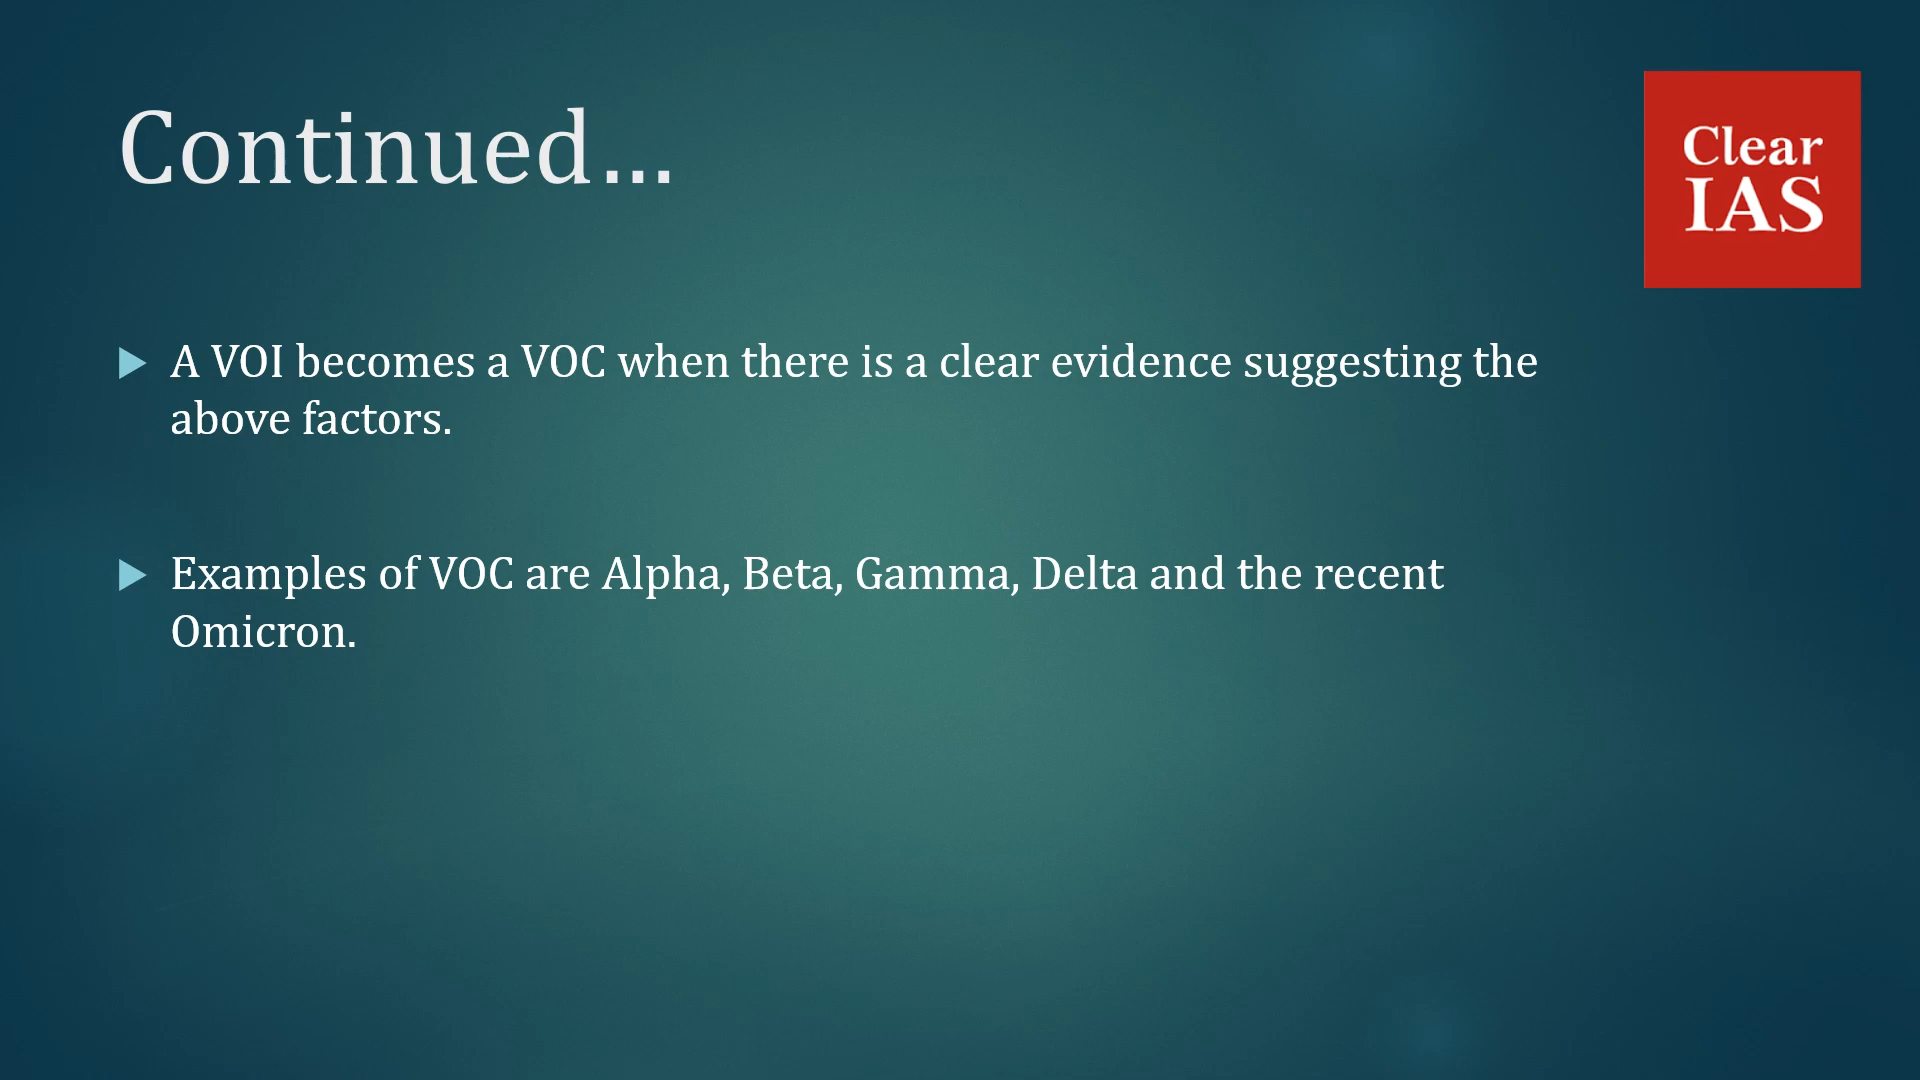 Continued...
Clear
IAS
A VOI becomes a VOC when there is a clear evidence suggesting the
above factors.
Examples of VOC are Alpha, Beta, Gamma, Delta and the recent
Omicron.